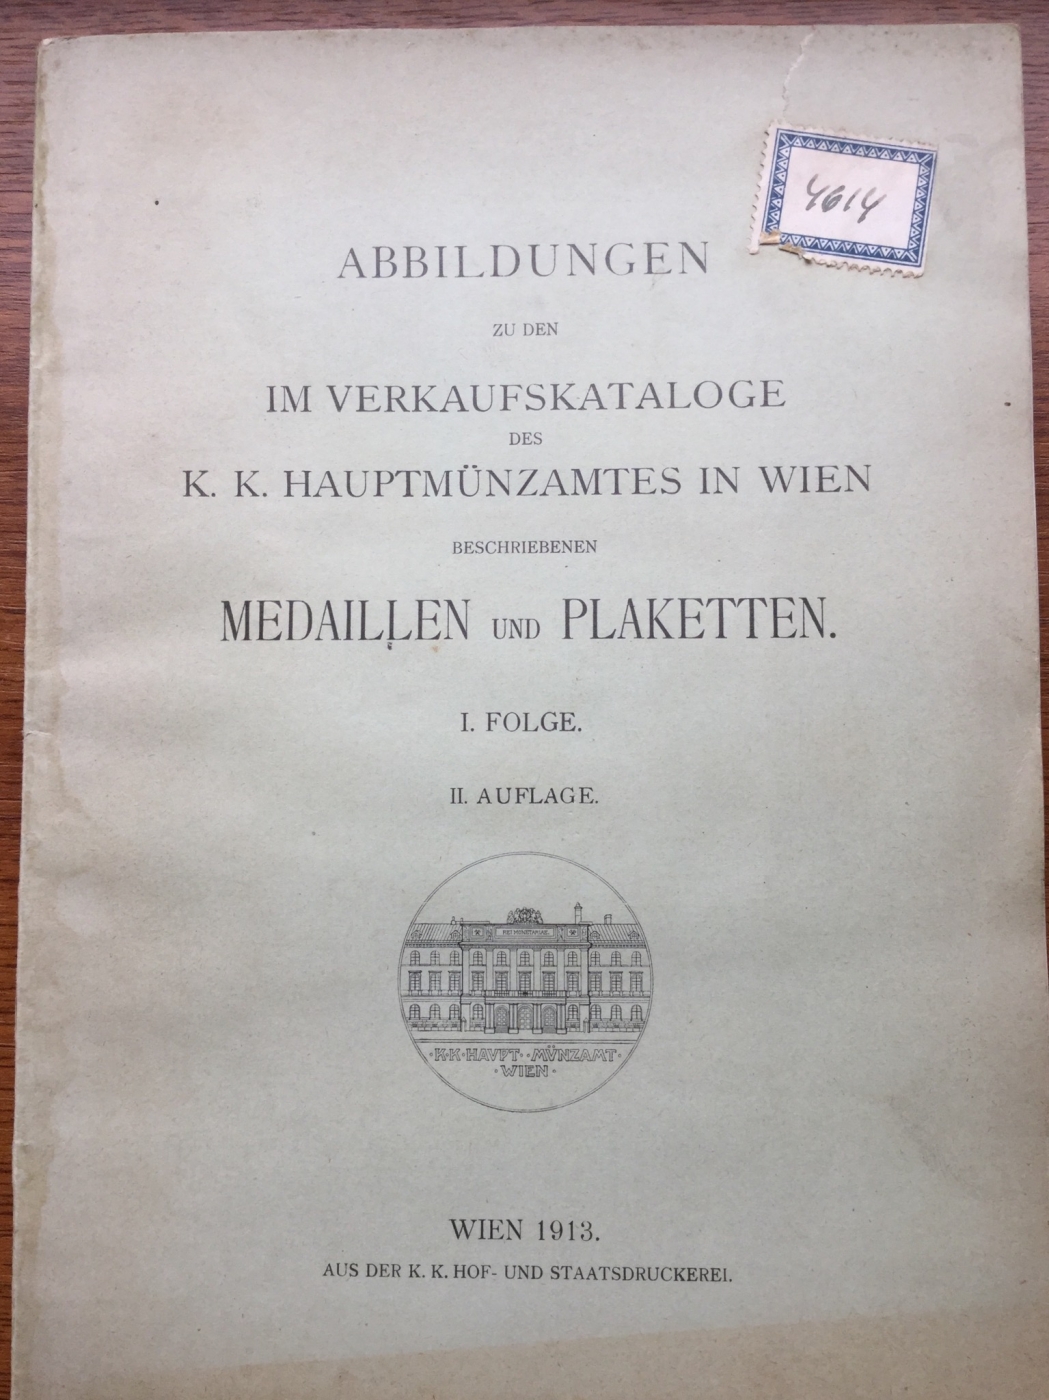 4614
ABBILDUNGEN
ZU DEN
IM VERKAUFSKATALOGE
DES
K. K. HAUPTMÜNZAMTES IN WIEN
BESCHRIEBENEN
MEDAILLEN UND PLAKETTEN.
I. FOLGE.
II. AUFLAGE.
·K·K·HAVPT··MÜNZAMT·
·WIEN·
WIEN 1913.
AUS DER K. K. HOF- UND STAATSDRUCKEREI.